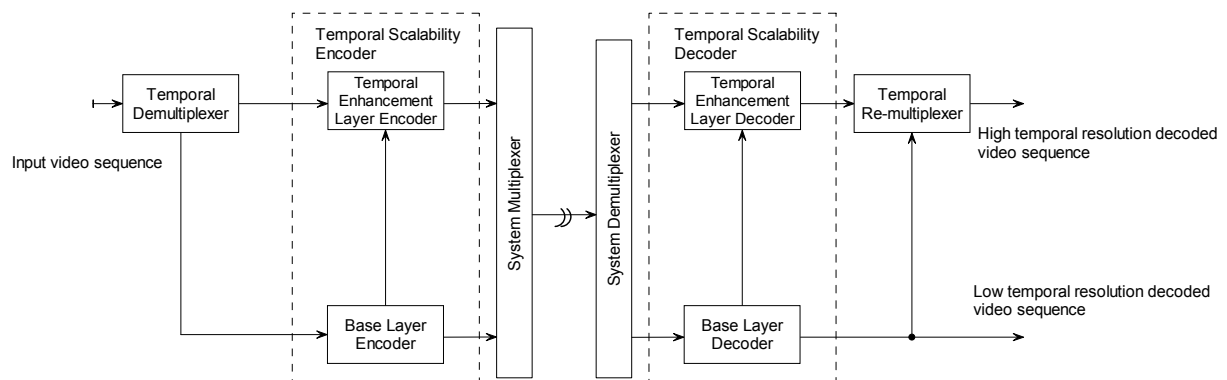 Temporal Scalability
Encoder
Temporal Scalability
Decoder
Temporal
Demultiplexer
Temporal
Enhancement
Layer Encoder
System Multiplexer
System Demultiplexer
Temporal
Enhancement
Layer Decoder
Temporal
Re-multiplexer
Input video sequence
High temporal resolution decoded
video sequence
Base Layer
Encoder
Base Layer
Decoder
Low temporal resolution decoded
video sequence